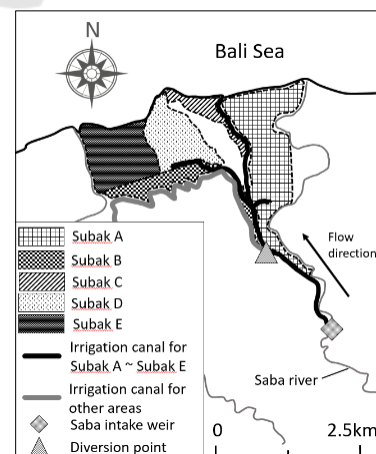 N
Bali Sea
Subak A
Subak B
Subak C
Subak D
Subak E
Irrigation canal for
Subak A ~ Subak E
Irrigation canal for
other areas
Saba intake weir
Diversion point
Flow
direction
Saba river
0
2.5km